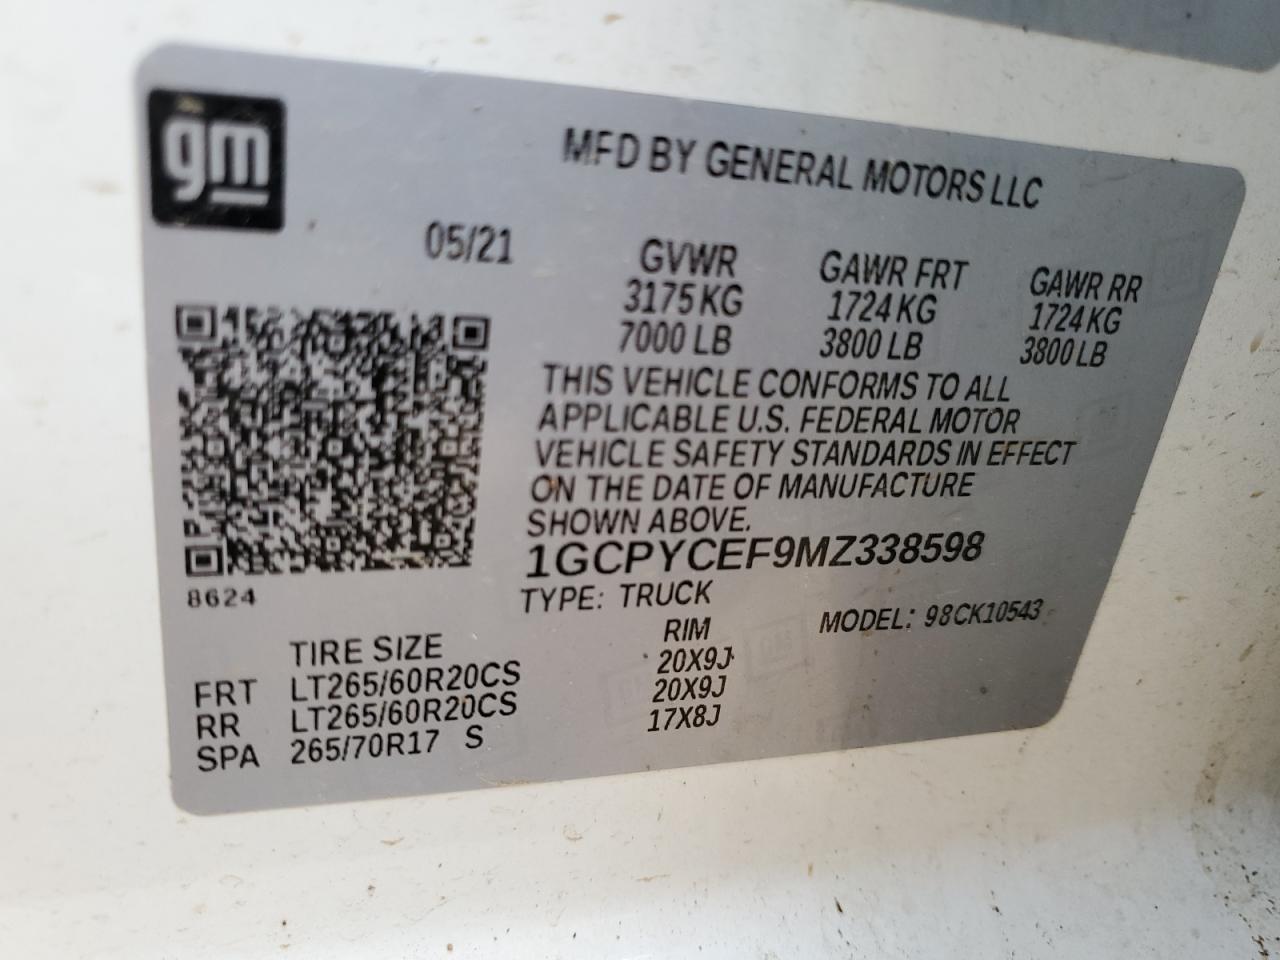 gm
MFD BY GENERAL MOTORS LLC
05/21
GVWR GAWR FRT GAWR RR
3175 KG 1724 KG 1724 KG
7000 LB 3800 LB 3800 LB
THIS VEHICLE CONFORMS TO ALL
APPLICABLE U.S. FEDERAL MOTOR
VEHICLE SAFETY STANDARDS IN EFFECT
ON THE DATE OF MANUFACTURE
SHOWN ABOVE.
1GCPYCEF9MZ338598
8624
TYPE: TRUCK MODEL: 98CK10543
TIRE SIZE RIM
FRT LT265/60R20CS 20X9J
RR LT265/60R20CS 20X9J
SPA 265/70R17 S 17X8J